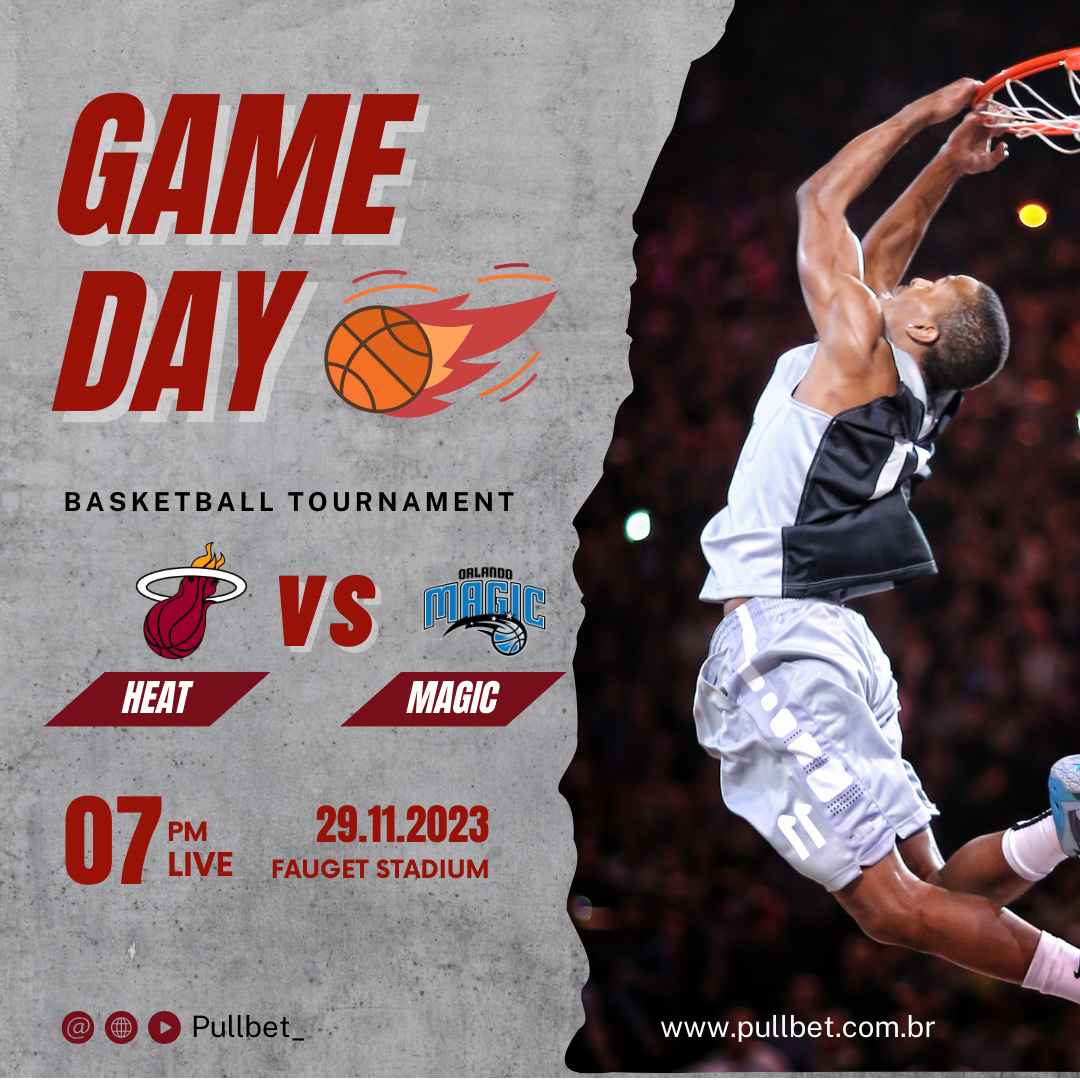 GAME
DAY
BASKETBALL TOURNAMENT
VS
ORLANDO
MAGIC
HEAT
MAGIC
07
PM
LIVE
29.11.2023
FAUGET STADIUM
@
Pullbet_
www.pullbet.com.br